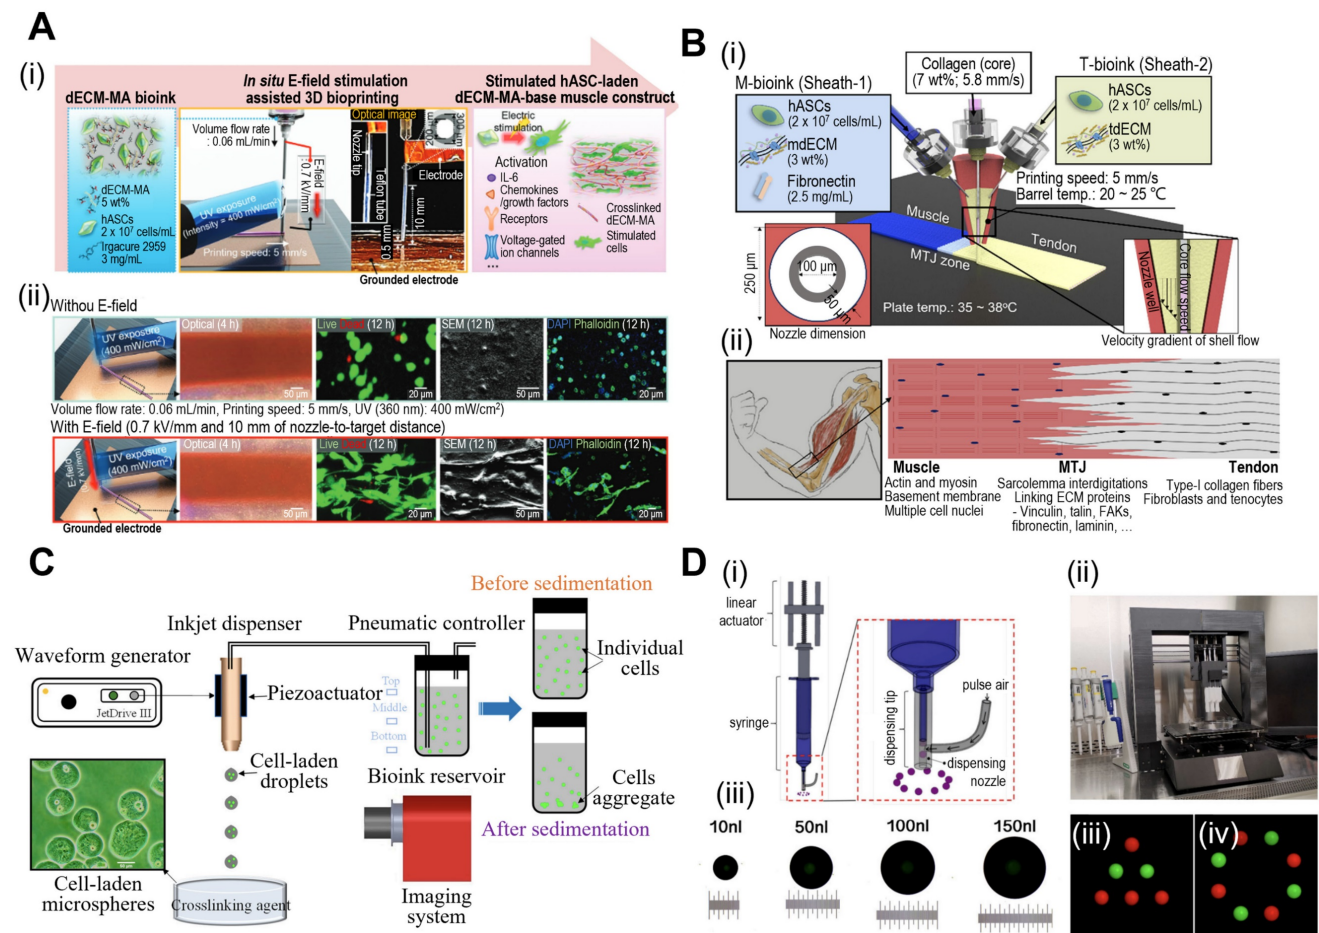 A
(i)
dECM-MA bioink
In situ E-field stimulation
assisted 3D bioprinting
Stimulated hASC-laden
dECM-MA-base muscle construct
dECM-MA
5 wt%
hASCs
2 x 10⁷ cells/mL
Irgacure 2959
3 mg/mL
Volume flow rate
: 0.06 mL/min
E-field
: 0.7 kV/mm
UV exposure
(Intensity = 400 mW/cm²)
Printing speed: 5 mm/s
Optical image
200 μm
300 μm
Nozzle tip
Teflon tube
Electrode
10 mm
0.5 mm
Grounded electrode
Electric
stimulation
Activation
IL-6
Chemokines
/growth factors
Receptors
Voltage-gated
ion channels
...
Crosslinked
dECM-MA
Stimulated
cells
(ii)
Withou E-field
UV exposure
(400 mW/cm²)
Optical (4 h)
50 μm
Live Dead (12 h)
20 μm
SEM (12 h)
50 μm
DAPI Phalloidin (12 h)
20 μm
Volume flow rate: 0.06 mL/min, Printing speed: 5 mm/s, UV (360 nm): 400 mW/cm²)
With E-field (0.7 kV/mm and 10 mm of nozzle-to-target distance)
E-field
(0.7 kV/mm)
UV exposure
(400 mW/cm²)
Optical (4 h)
50 μm
Live Dead (12 h)
20 μm
SEM (12 h)
50 μm
DAPI Phalloidin (12 h)
20 μm
Grounded electrode
B
(i)
M-bioink (Sheath-1)
hASCs
(2 x 10⁷ cells/mL)
mdECM
(3 wt%)
Fibronectin
(2.5 mg/mL)
Collagen (core)
(7 wt%; 5.8 mm/s)
T-bioink (Sheath-2)
hASCs
(2 x 10⁷ cells/mL)
tdECM
(3 wt%)
Printing speed: 5 mm/s
Barrel temp.: 20 ~ 25 ℃
Muscle
MTJ zone
Tendon
Plate temp.: 35 ~ 38ºC
250 μm
100 μm
50 μm
Nozzle dimension
Nozzle well
Core flow speed
Velocity gradient of shell flow
(ii)
Muscle
Actin and myosin
Basement membrane
Multiple cell nuclei
MTJ
Sarcolemma interdigitations
Linking ECM proteins
- Vinculin, talin, FAKs,
fibronectin, laminin, …
Tendon
Type-I collagen fibers
Fibroblasts and tenocytes
C
Waveform generator
JetDrive III
Inkjet dispenser
Piezoactuator
Cell-laden
droplets
Cell-laden
microspheres
Crosslinking agent
Pneumatic controller
Top
Middle
Bottom
Bioink reservoir
Imaging
system
Before sedimentation
Individual
cells
Cells
aggregate
After sedimentation
D
(i)
linear
actuator
syringe
dispensing tip
pulse air
dispensing
nozzle
(ii)
(iii)
10nl
50nl
100nl
150nl
(iii)
(iv)